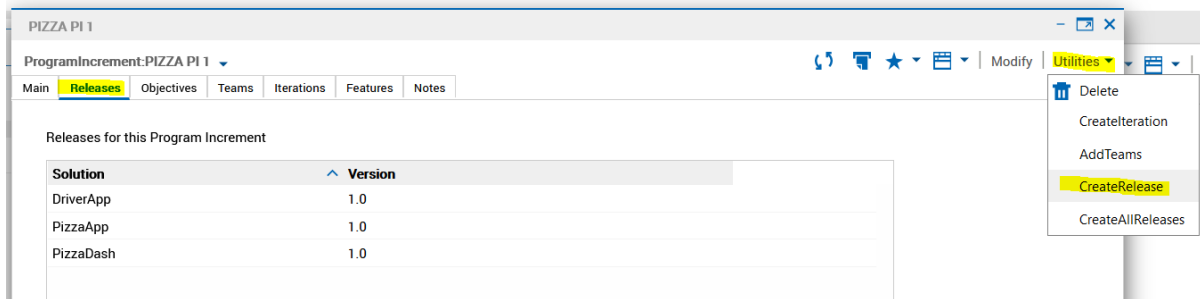 PIZZA PI 1
ProgramIncrement:PIZZA PI 1
Modify
Utilities
Main Releases Objectives Teams Iterations Features Notes
Delete
CreateIteration
AddTeams
CreateRelease
CreateAllReleases
Releases for this Program Increment
Solution Version
DriverApp 1.0
PizzaApp 1.0
PizzaDash 1.0